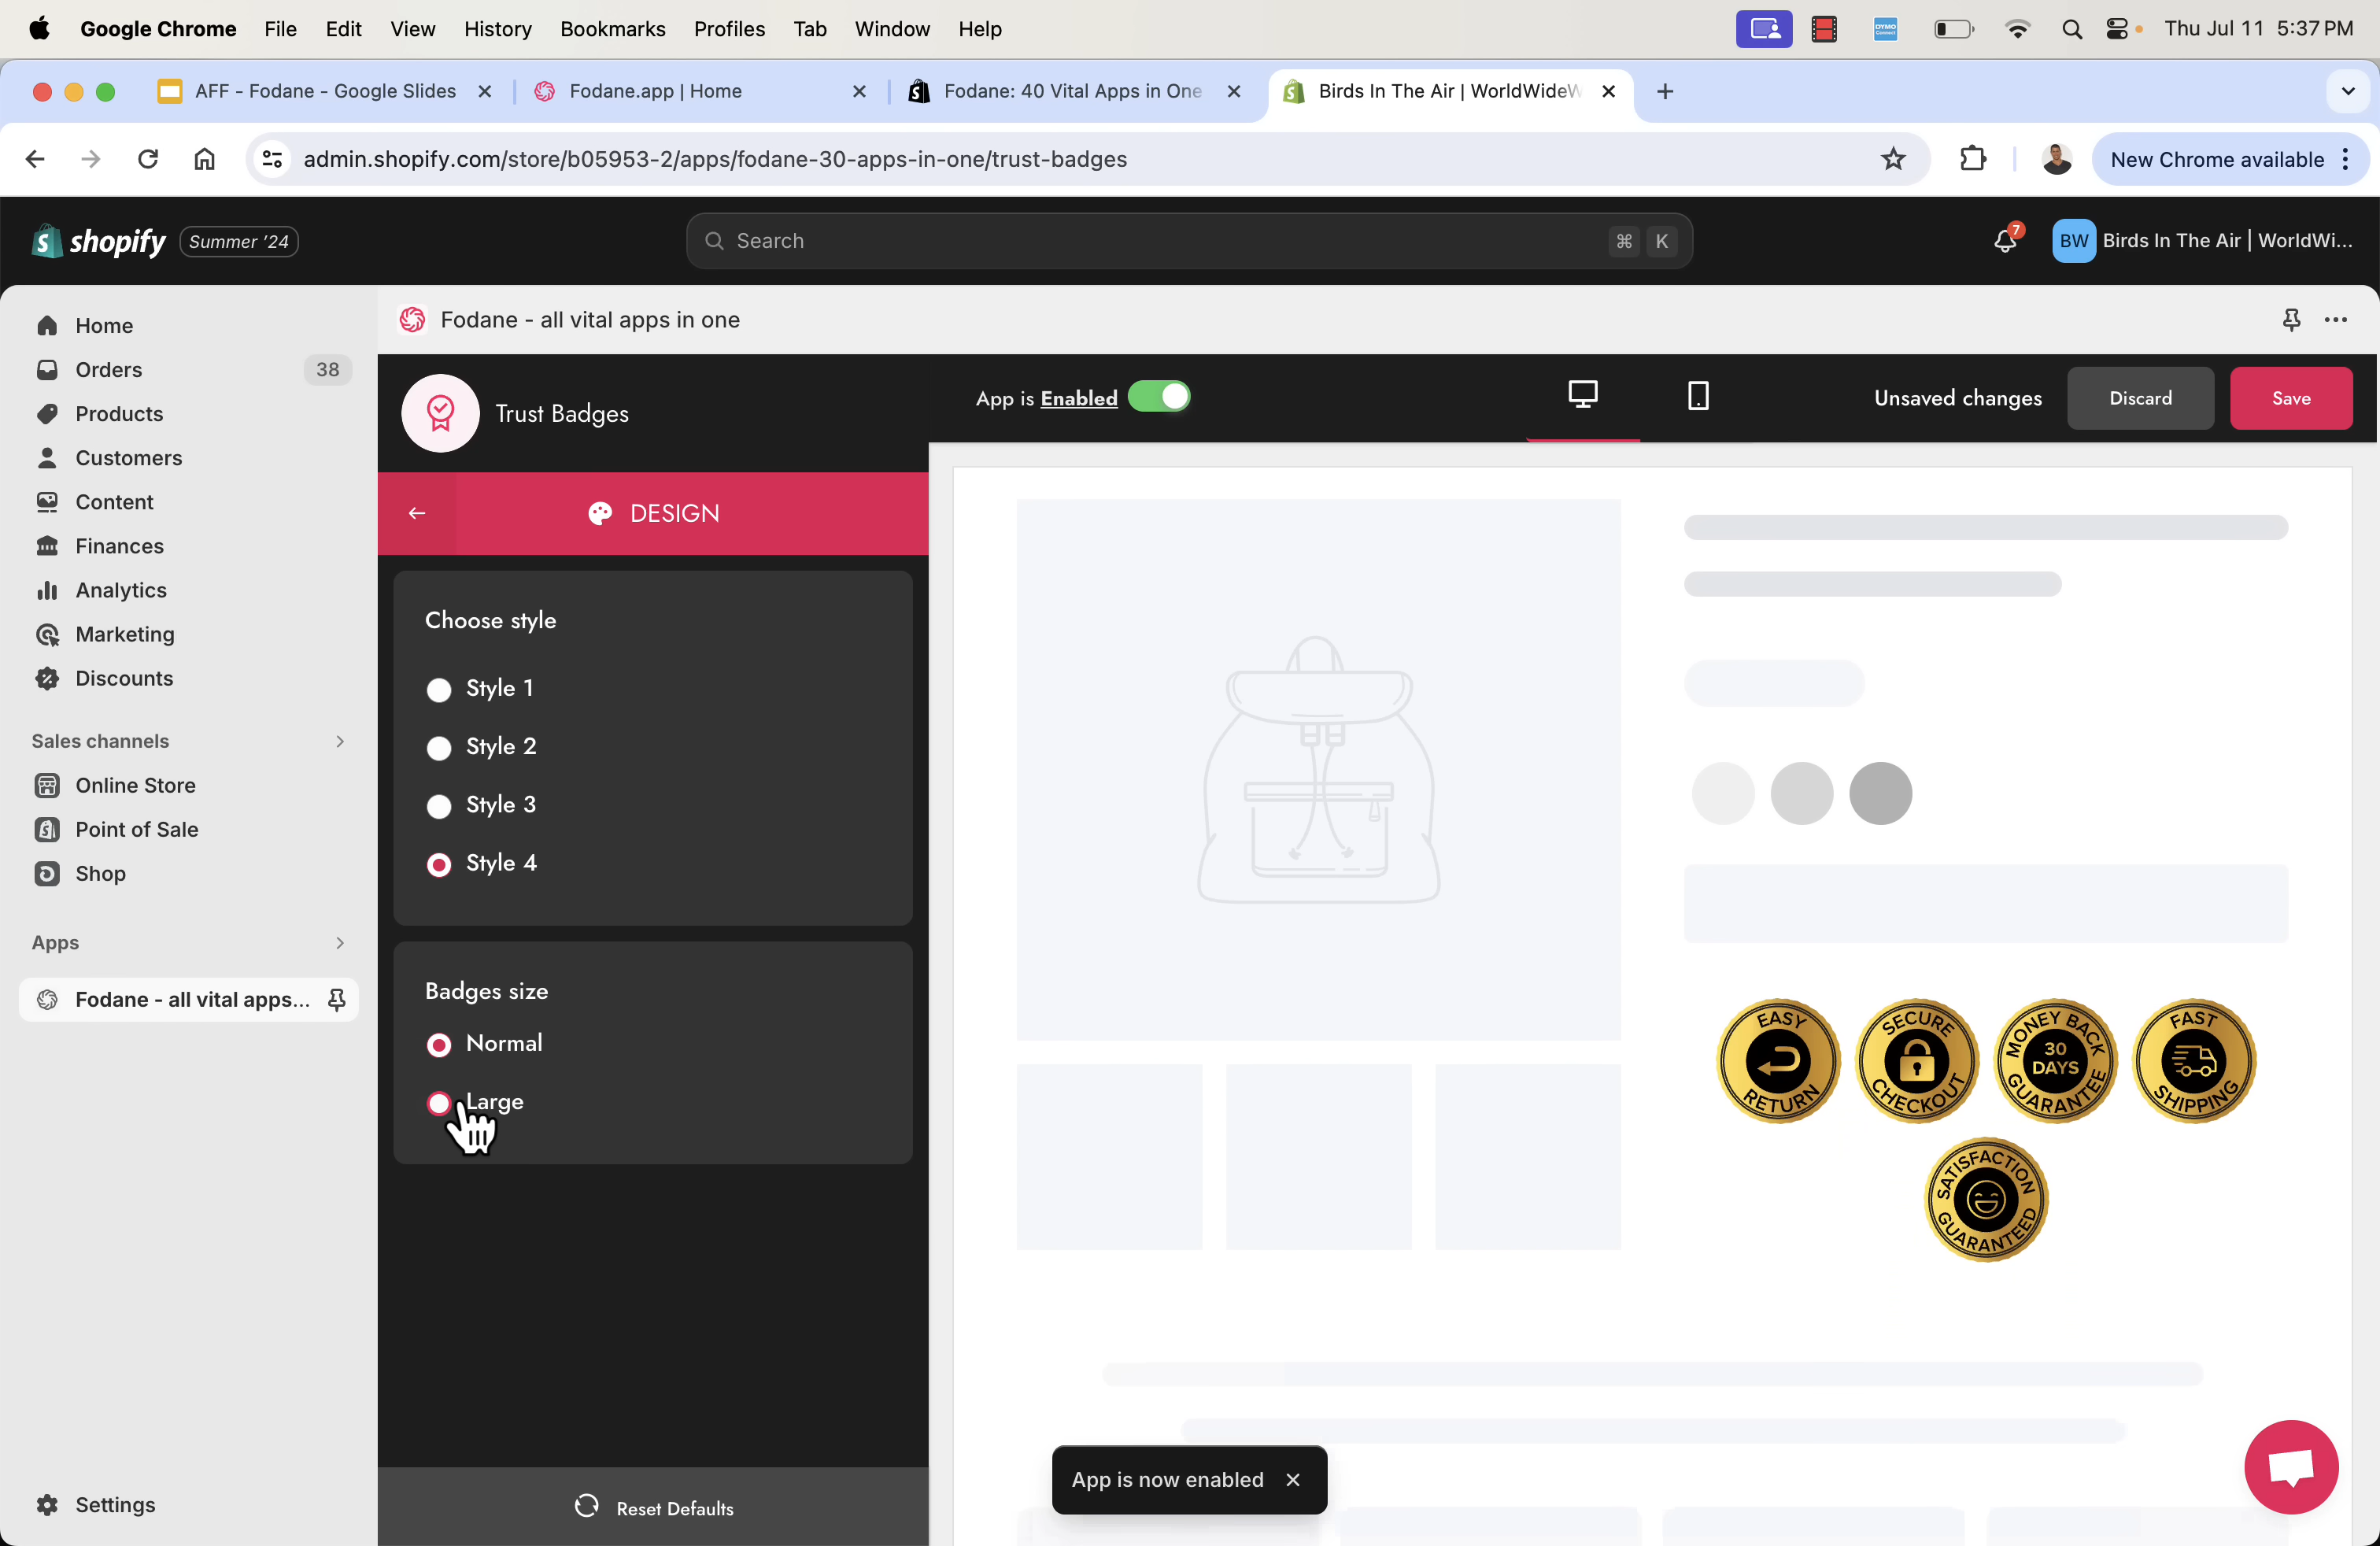 Google Chrome File Edit View History Bookmarks Profiles Tab Window Help
DYMO Connect
Thu Jul 11 5:37 PM
AFF - Fodane - Google Slides
Fodane.app | Home
Fodane: 40 Vital Apps in One
Birds In The Air | WorldWideW
admin.shopify.com/store/b05953-2/apps/fodane-30-apps-in-one/trust-badges
New Chrome available
shopify
Summer '24
Search
⌘ K
7
BW
Birds In The Air | WorldWi...
Home
Orders
38
Products
Customers
Content
Finances
Analytics
Marketing
Discounts
Sales channels
Online Store
Point of Sale
Shop
Apps
Fodane - all vital apps...
Settings
Fodane - all vital apps in one
Trust Badges
App is Enabled
Unsaved changes
Discard
Save
DESIGN
Choose style
Style 1
Style 2
Style 3
Style 4
Badges size
Normal
Large
Reset Defaults
EASY RETURN
SECURE CHECKOUT
MONEY BACK GUARANTEE
30 DAYS
FAST SHIPPING
SATISFACTION GUARANTEED
App is now enabled